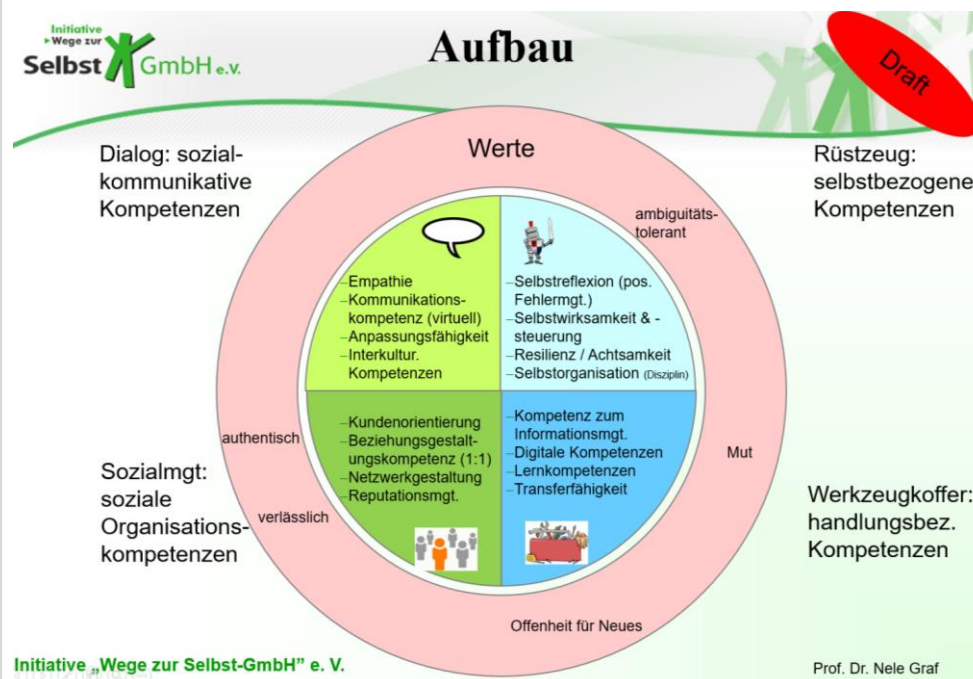 Initiative
Wege zur
Selbst GmbH e.V.
Aufbau
Draft
Dialog: sozial-
kommunikative
Kompetenzen
Werte
Rüstzeug:
selbstbezogene
Kompetenzen
ambiguitäts-
tolerant
–Empathie
–Kommunikations-
kompetenz (virtuell)
–Anpassungsfähigkeit
–Interkultur.
Kompetenzen
–Selbstreflexion (pos.
Fehlermgt.)
–Selbstwirksamkeit & -
steuerung
–Resilienz / Achtsamkeit
–Selbstorganisation (Disziplin)
–Kundenorientierung
–Beziehungsgestalt-
ungskompetenz (1:1)
–Netzwerkgestaltung
–Reputationsmgt.
–Kompetenz zum
Informationsmgt.
–Digitale Kompetenzen
–Lernkompetenzen
–Transferfähigkeit
authentisch
verlässlich
Mut
Offenheit für Neues
Sozialmgt:
soziale
Organisations-
kompetenzen
Werkzeugkoffer:
handlungsbez.
Kompetenzen
Initiative „Wege zur Selbst-GmbH” e. V.
Prof. Dr. Nele Graf